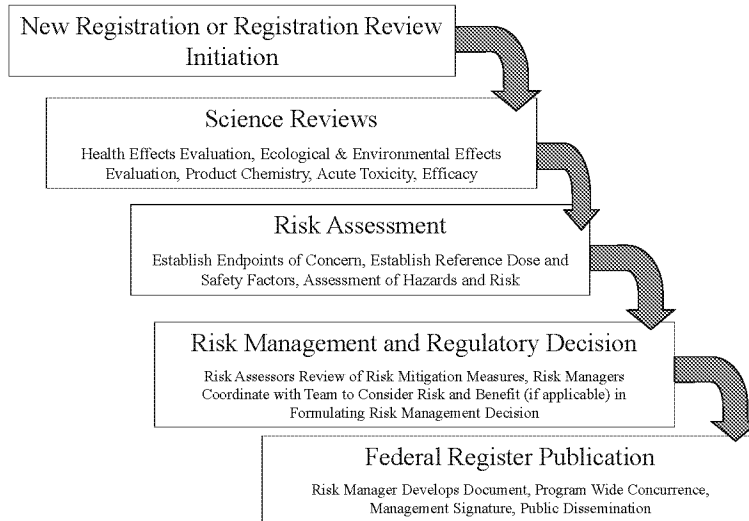 New Registration or Registration Review
Initiation
Science Reviews
Health Effects Evaluation, Ecological & Environmental Effects
Evaluation, Product Chemistry, Acute Toxicity, Efficacy
Risk Assessment
Establish Endpoints of Concern, Establish Reference Dose and
Safety Factors, Assessment of Hazards and Risk
Risk Management and Regulatory Decision
Risk Assessors Review of Risk Mitigation Measures, Risk Managers
Coordinate with Team to Consider Risk and Benefit (if applicable) in
Formulating Risk Management Decision
Federal Register Publication
Risk Manager Develops Document, Program Wide Concurrence,
Management Signature, Public Dissemination